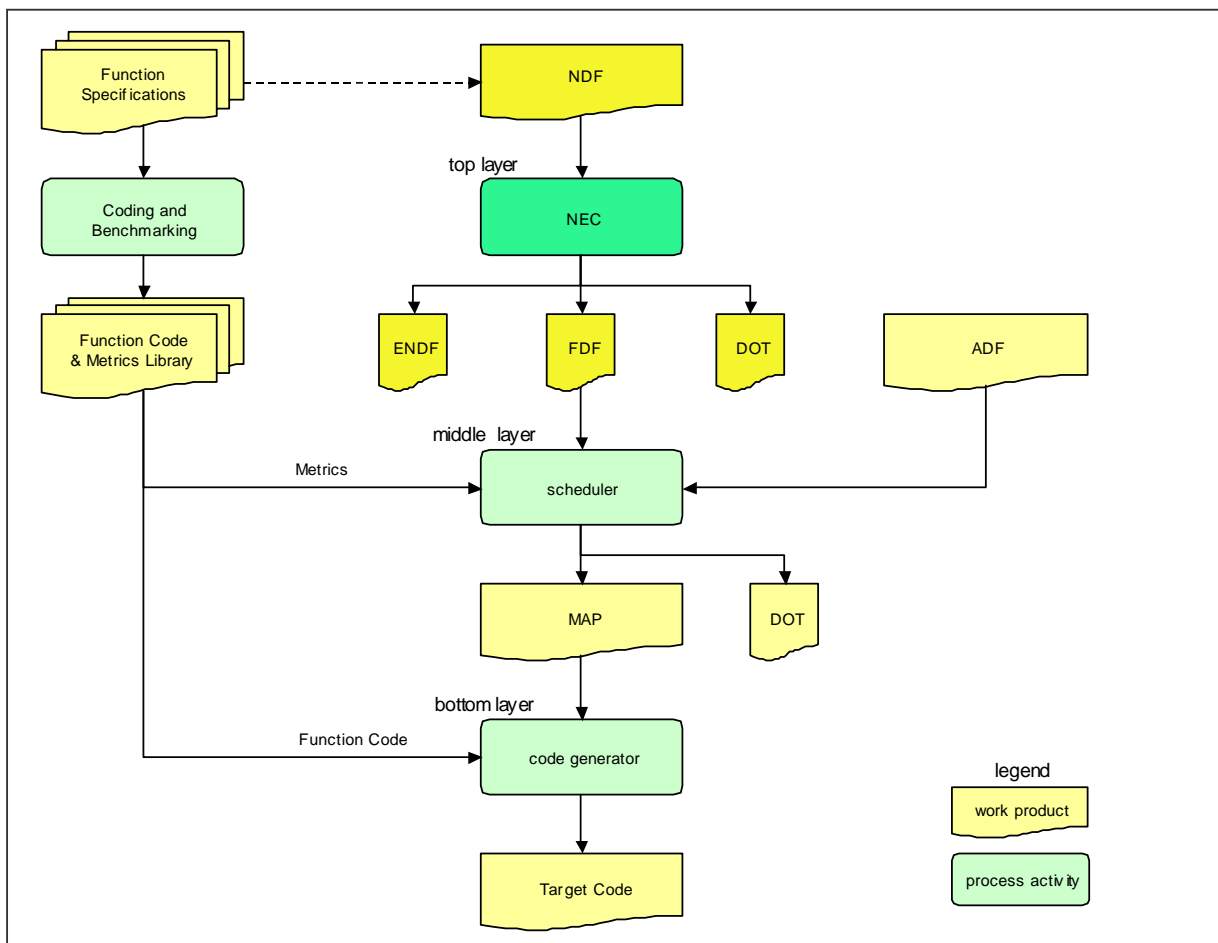 Function
Specifications
NDF
top layer
Coding and
Benchmarking
NEC
Function Code
& Metrics Library
ENDF
FDF
DOT
ADF
middle layer
Metrics
scheduler
MAP
DOT
bottom layer
Function Code
code generator
legend
work product
process activity
Target Code